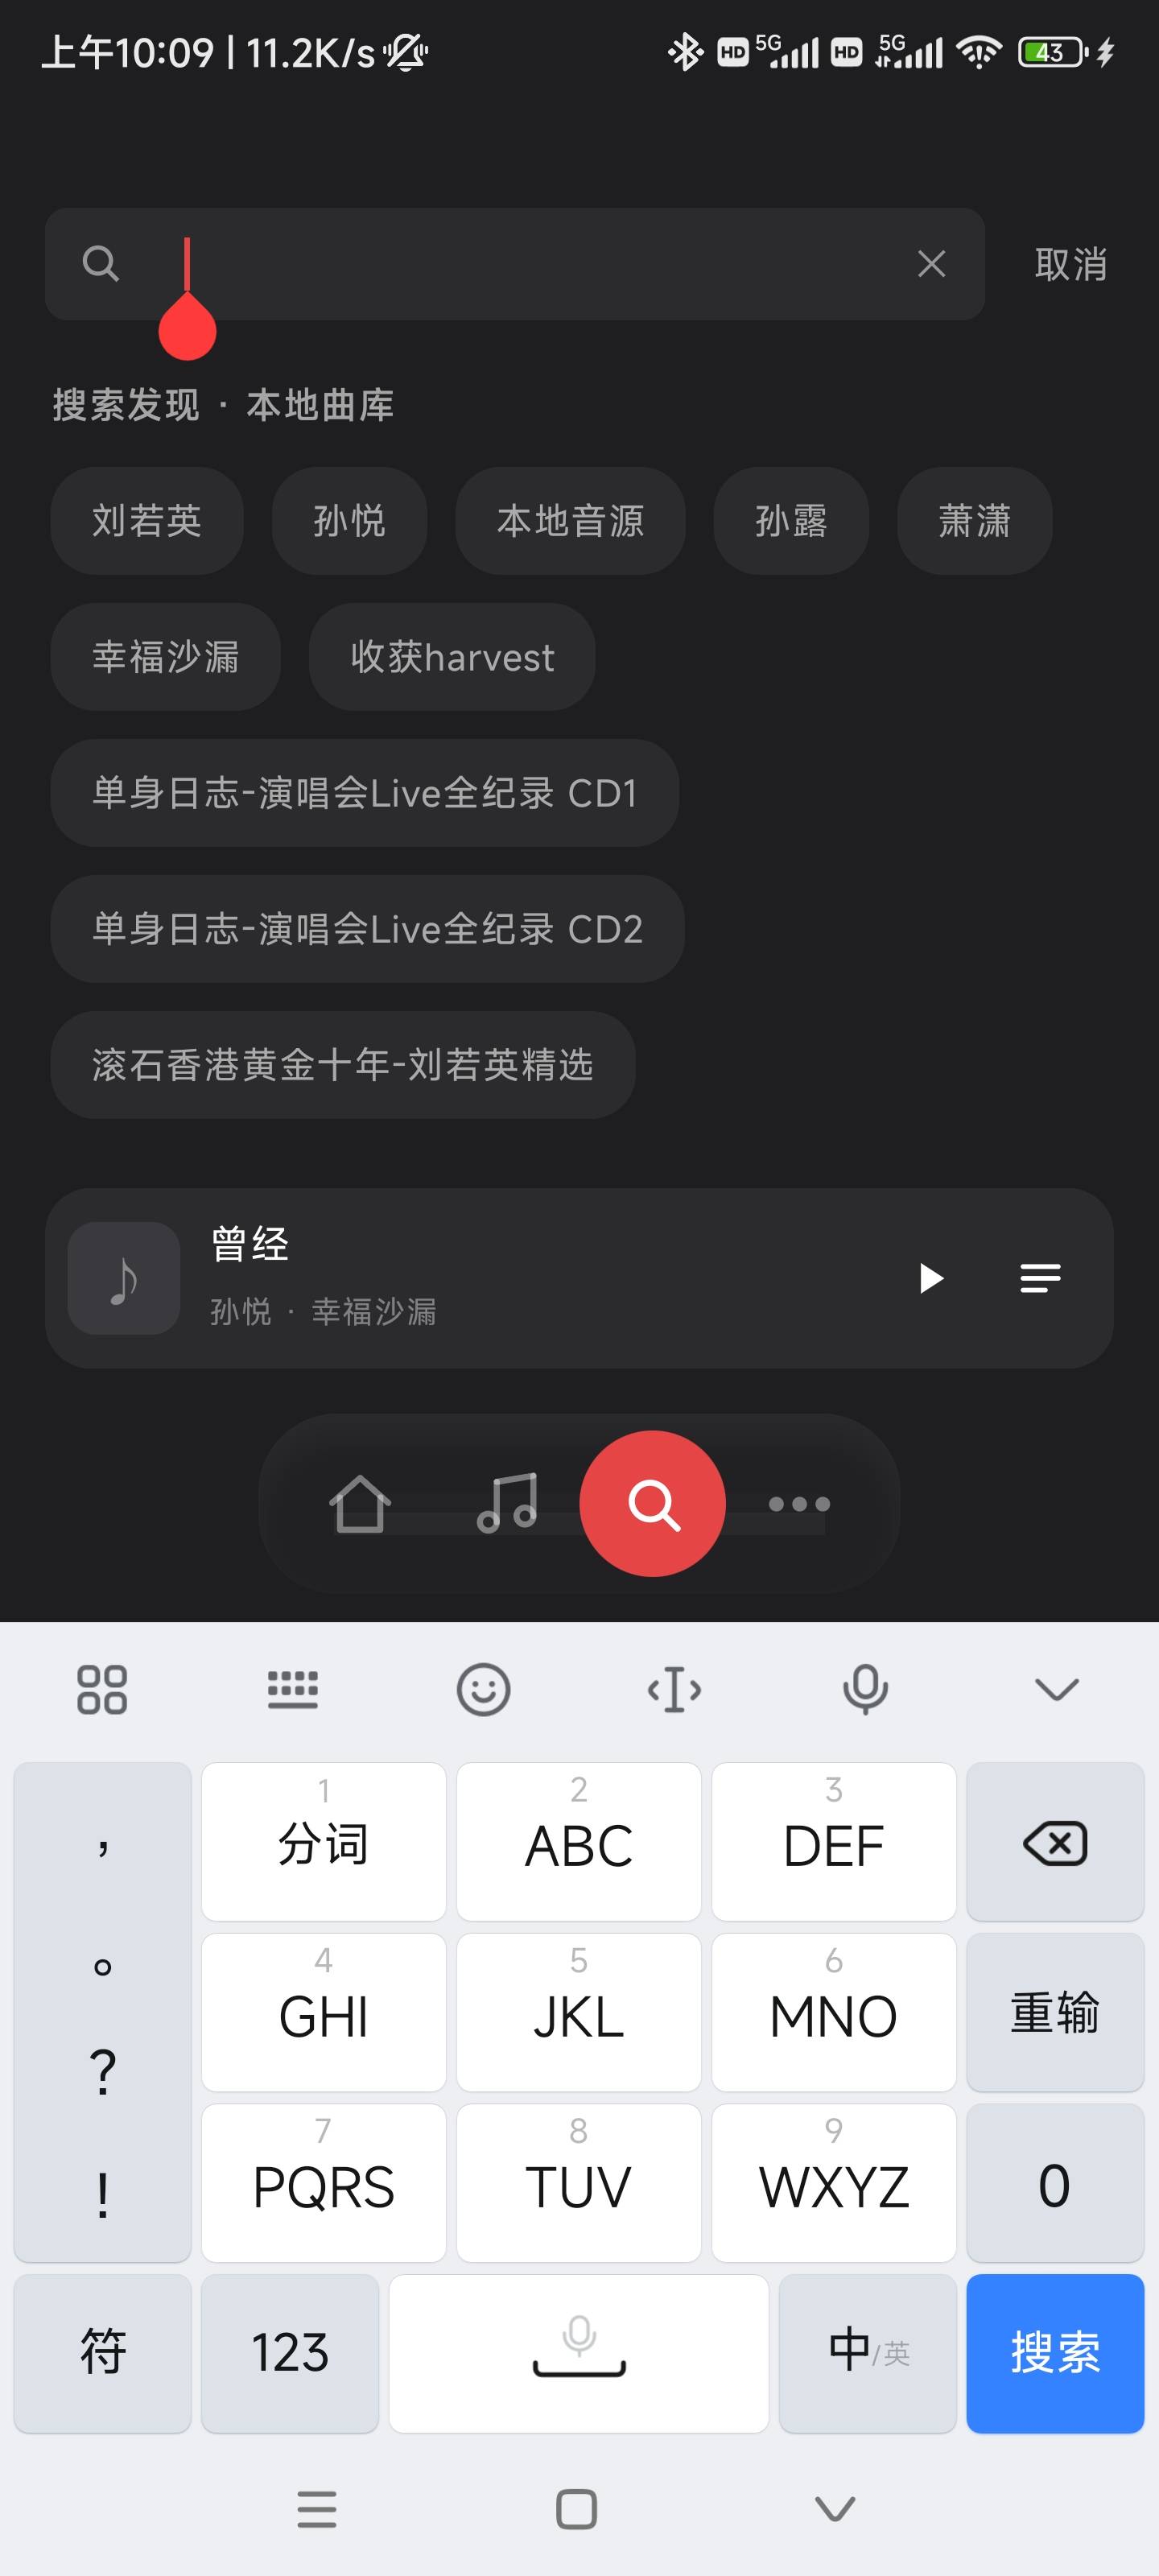 上午10:09 | 11.2K/s HD 5G HD 5G 43
取消
搜索发现 · 本地曲库
刘若英 孙悦 本地音源 孙露 萧潇
幸福沙漏 收获harvest
单身日志-演唱会Live全纪录 CD1
单身日志-演唱会Live全纪录 CD2
滚石香港黄金十年-刘若英精选
曾经
孙悦 · 幸福沙漏
1 2 3
， 分词 ABC DEF
。
4 5 6
GHI JKL MNO 重输
？
7 8 9
！ PQRS TUV WXYZ 0
符 123 中/英 搜索